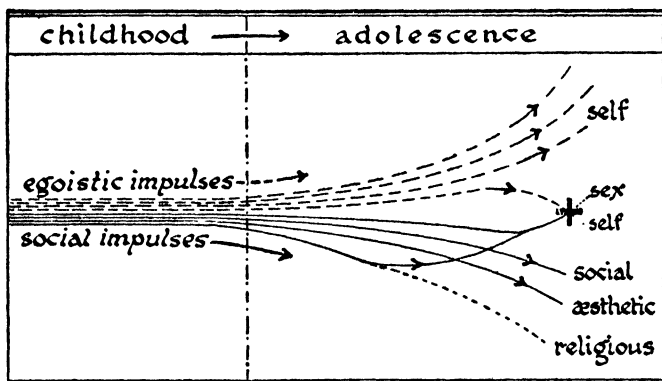 childhood adolescence
self
egoistic impulses
sex
self
social impulses
social
æsthetic
religious